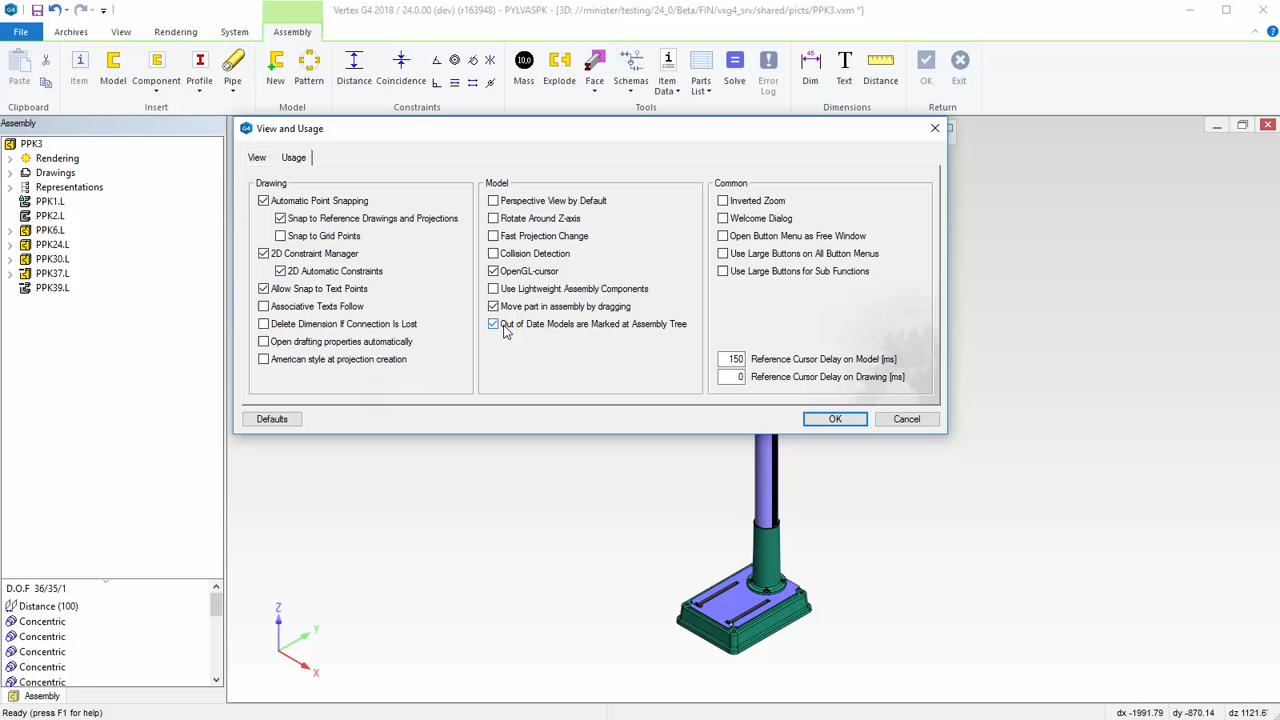 G4
Vertex G4 2018 / 24.0.00 (dev) (r163948) - PYLVASPK - [3D: //minister/testing/24_0/Beta/FIN/vxg4_srv/shared/picts/PPK3.vxm *]
File Archives View Rendering System Assembly
Paste Item Model Component Profile Pipe New Pattern Distance Coincidence Mass Explode Face Schemas Item Data Parts List Solve Error Log Dim Text Distance OK Exit
Clipboard Insert Model Constraints Tools Dimensions Return
Assembly
PPK3
Rendering
Drawings
Representations
PPK1.L
PPK2.L
PPK6.L
PPK24.L
PPK30.L
PPK37.L
PPK39.L
D.O.F 36/35/1
Distance (100)
Concentric
Concentric
Concentric
Concentric
Concentric
Assembly
G4 View and Usage
View Usage
Drawing
Automatic Point Snapping
Snap to Reference Drawings and Projections
Snap to Grid Points
2D Constraint Manager
2D Automatic Constraints
Allow Snap to Text Points
Associative Texts Follow
Delete Dimension If Connection Is Lost
Open drafting properties automatically
American style at projection creation
Model
Perspective View by Default
Rotate Around Z-axis
Fast Projection Change
Collision Detection
OpenGL-cursor
Use Lightweight Assembly Components
Move part in assembly by dragging
Out of Date Models are Marked at Assembly Tree
Common
Inverted Zoom
Welcome Dialog
Open Button Menu as Free Window
Use Large Buttons on All Button Menus
Use Large Buttons for Sub Functions
150 Reference Cursor Delay on Model [ms]
0 Reference Cursor Delay on Drawing [ms]
Defaults OK Cancel
Z
Y
X
Ready (press F1 for help) dx -1991.79 dy -870.14 dz 1121.6